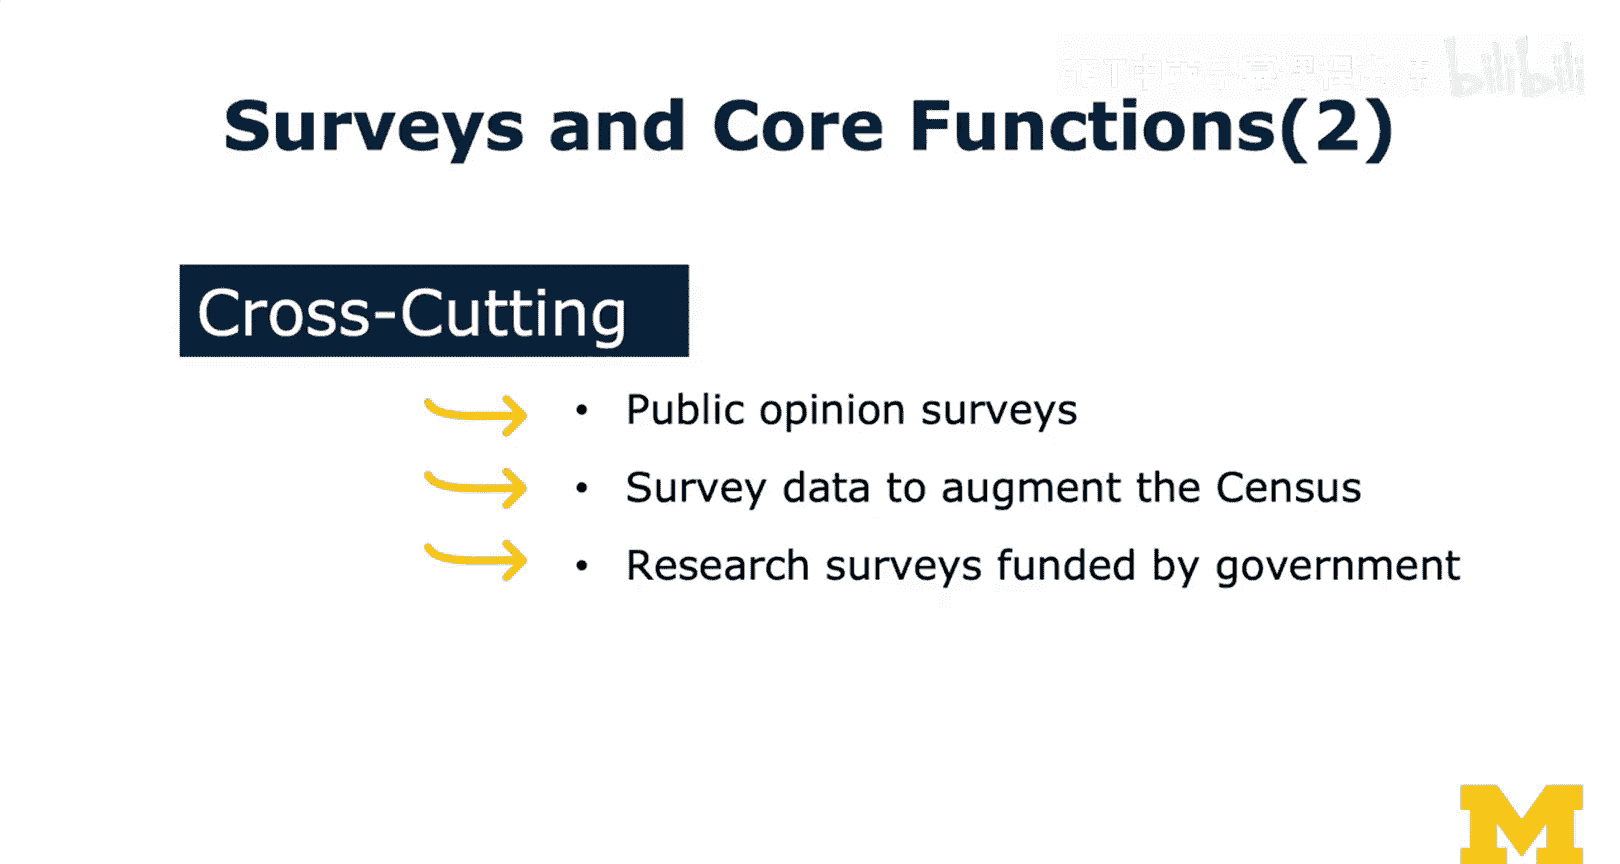 bilibili
Surveys and Core Functions(2)
Cross-Cutting
• Public opinion surveys
• Survey data to augment the Census
• Research surveys funded by government
M